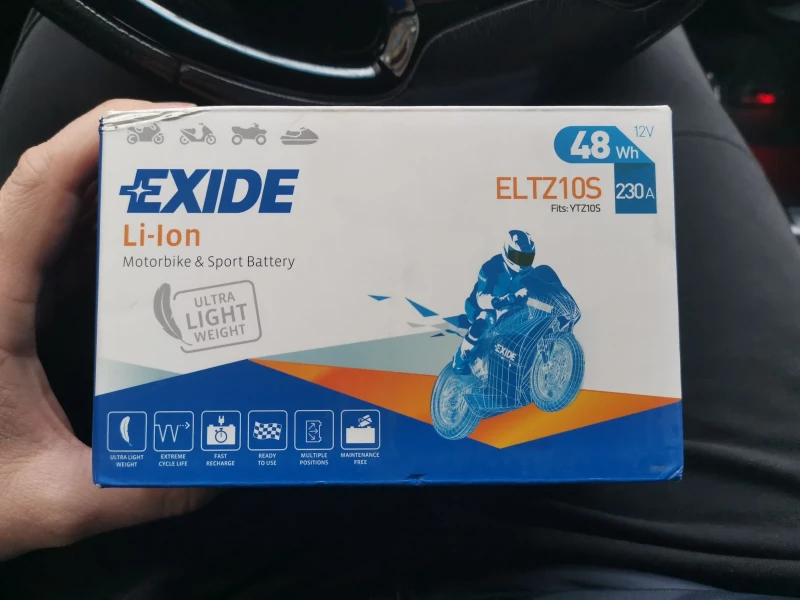 12V
48 Wh
EXIDE
ELTZ10S
230 A
Fits: YTZ10S
Li-Ion
Motorbike & Sport Battery
ULTRA
LIGHT
WEIGHT
EXIDE
ULTRA LIGHT
WEIGHT
EXTREME
CYCLE LIFE
FAST
RECHARGE
READY
TO USE
MULTIPLE
POSITIONS
MAINTENANCE
FREE